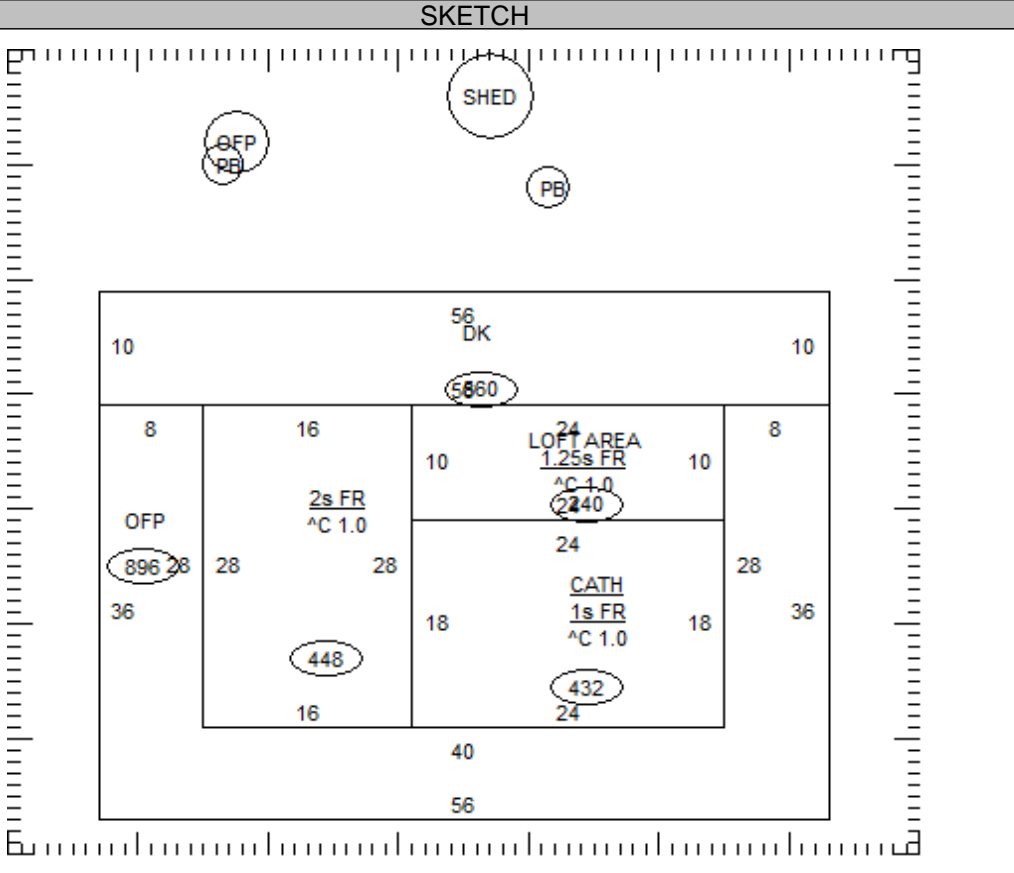 SKETCH
SHED
OFP
PB
PB
56
DK
10 10
56 560
8 16 24 8
LOFT AREA
1.25s FR
10 10
^C 1.0
2s FR
24 240
^C 1.0
OFP
24
896 28 28 28 28
CATH
1s FR
36 36
18 18
^C 1.0
448
432
16 24
40
56